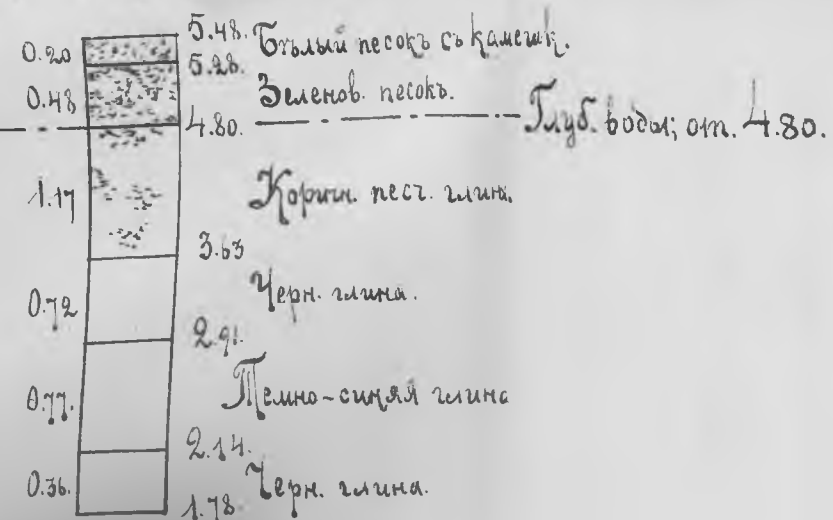 5.48.
0.20 Бѣлый песокъ съ камешк.
5.28.
0.48 Зеленов. песокъ.
4.80. Глуб. воды; от. 4.80.
1.17 Коричн. песч. глина.
3.63
0.72 Черн. глина.
2.91.
0.77. Темно-синяя глина
2.14.
0.36. Черн. глина.
1.78.